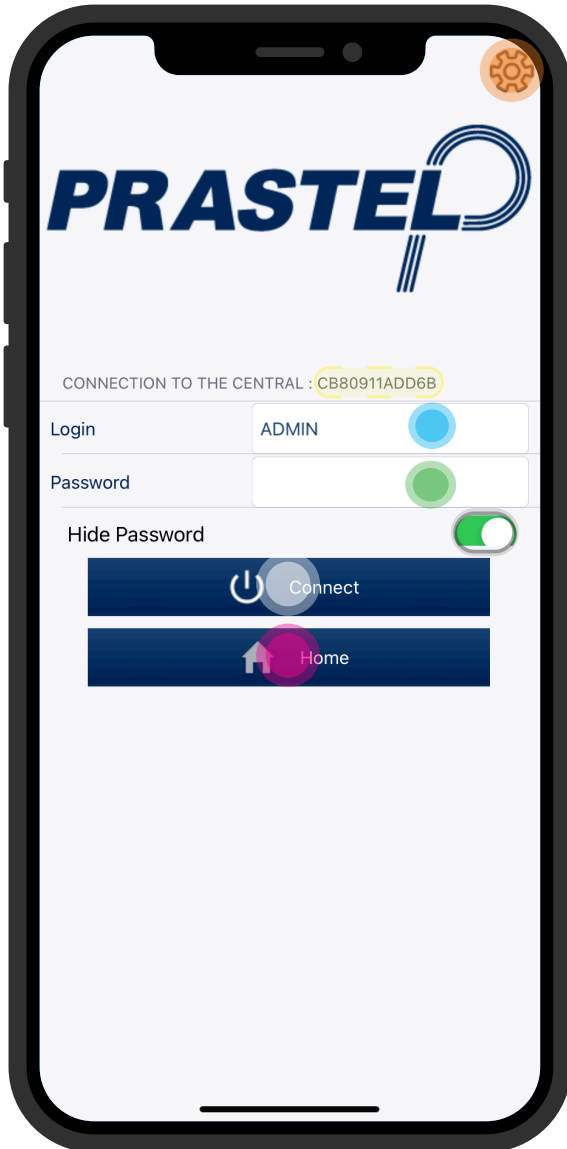 PRASTEL
CONNECTION TO THE CENTRAL : CB80911ADD6B
Login ADMIN
Password
Hide Password
Connect
Home